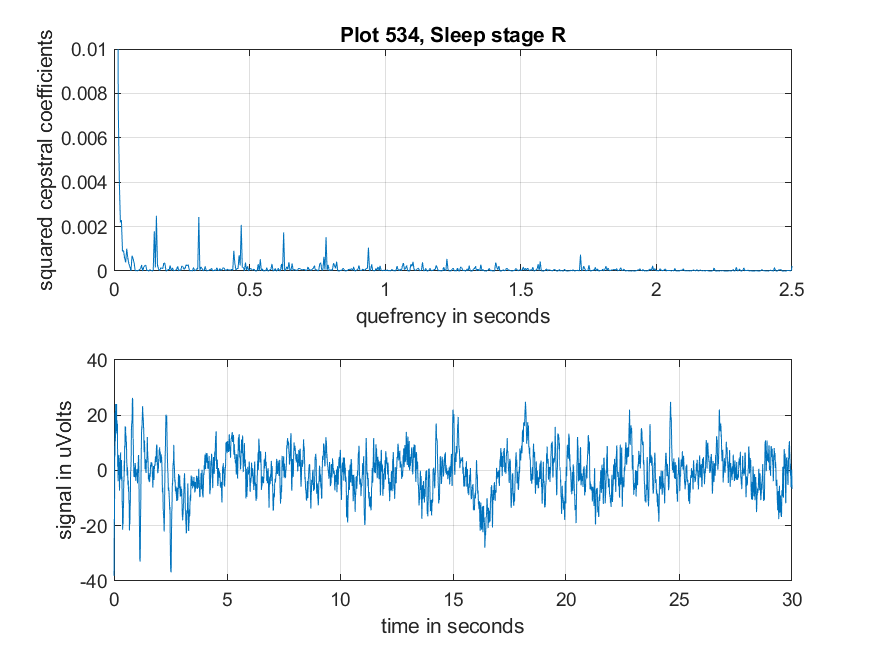 Plot 534, Sleep stage R
squared cepstral coefficients
0.01
0.008
0.006
0.004
0.002
0
0 0.5 1 1.5 2 2.5
quefrency in seconds
signal in uVolts
40
20
0
-20
-40
0 5 10 15 20 25 30
time in seconds